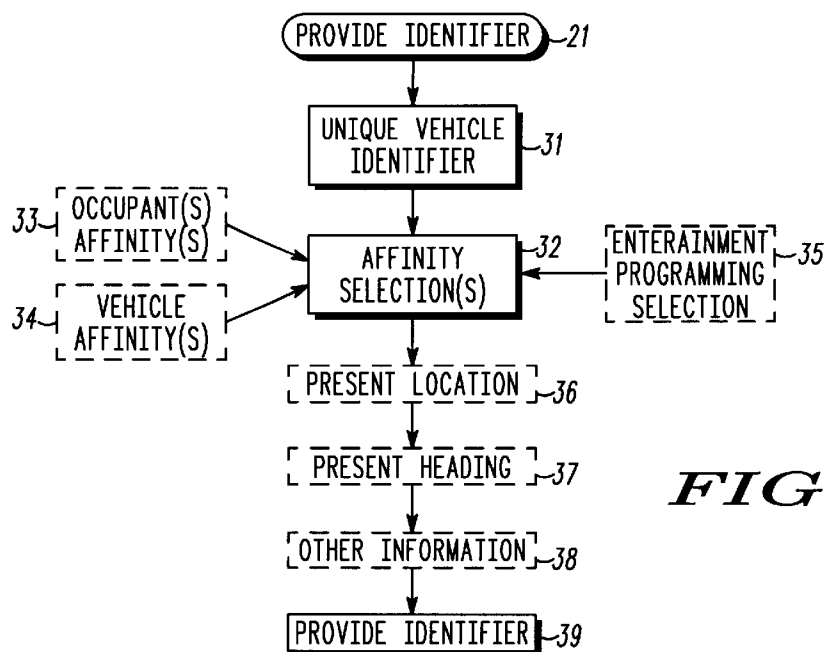 PROVIDE IDENTIFIER 21
UNIQUE VEHICLE
IDENTIFIER 31
33 OCCUPANT(S)
AFFINITY(S)
34 VEHICLE
AFFINITY(S)
AFFINITY
SELECTION(S) 32
ENTERAINMENT
PROGRAMMING
SELECTION 35
PRESENT LOCATION 36
PRESENT HEADING 37
FIG
OTHER INFORMATION 38
PROVIDE IDENTIFIER 39